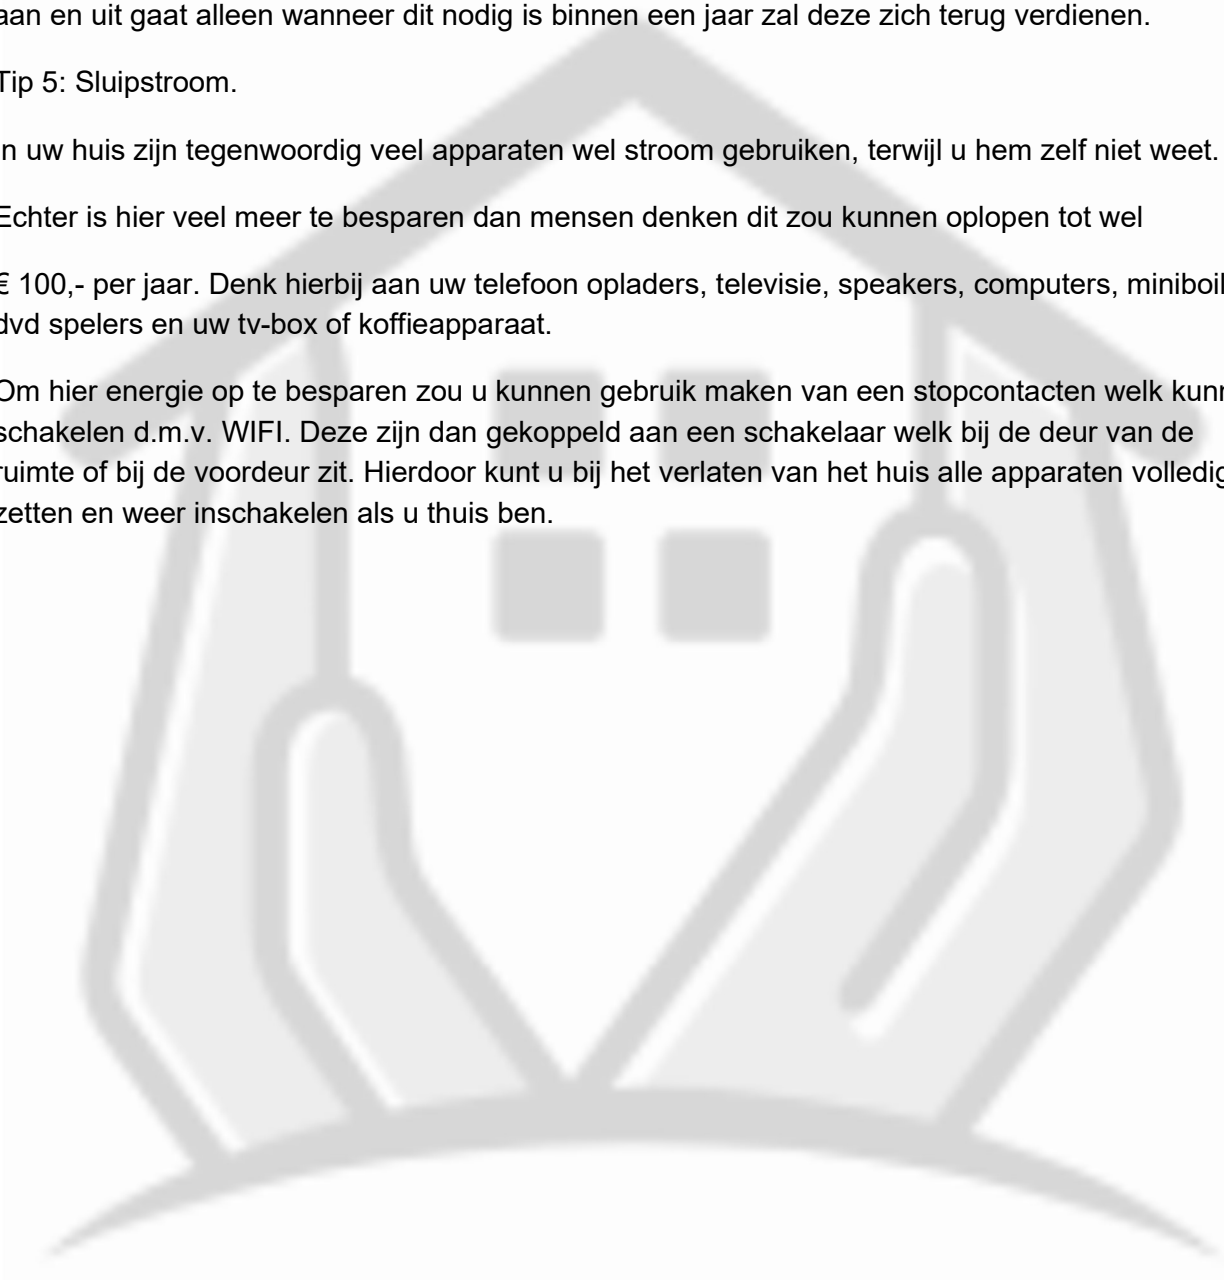 aan en uit gaat alleen wanneer dit nodig is binnen een jaar zal deze zich terug verdienen.
Tip 5: Sluipstroom.
n uw huis zijn tegenwoordig veel apparaten wel stroom gebruiken, terwijl u hem zelf niet weet.
Echter is hier veel meer te besparen dan mensen denken dit zou kunnen oplopen tot wel
€ 100,- per jaar. Denk hierbij aan uw telefoon opladers, televisie, speakers, computers, miniboil
dvd spelers en uw tv-box of koffieapparaat.
Om hier energie op te besparen zou u kunnen gebruik maken van een stopcontacten welk kunn
schakelen d.m.v. WIFI. Deze zijn dan gekoppeld aan een schakelaar welk bij de deur van de
ruimte of bij de voordeur zit. Hierdoor kunt u bij het verlaten van het huis alle apparaten volledig
zetten en weer inschakelen als u thuis ben.